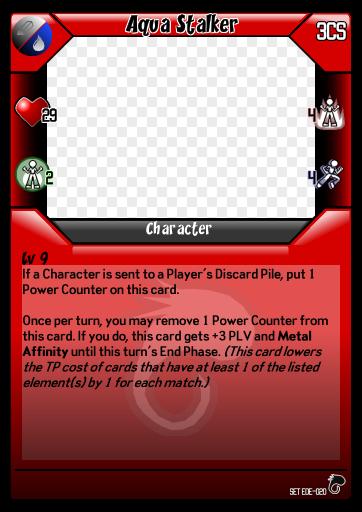 Aqua Stalker
3CS
29
4
2
4
Character
Lv 9
If a Character is sent to a Player's Discard Pile, put 1
Power Counter on this card.
Once per turn, you may remove 1 Power Counter from
this card. If you do, this card gets +3 PLV and Metal
Affinity until this turn's End Phase. (This card lowers
the TP cost of cards that have at least 1 of the listed
element(s) by 1 for each match.)
SET EOE-020